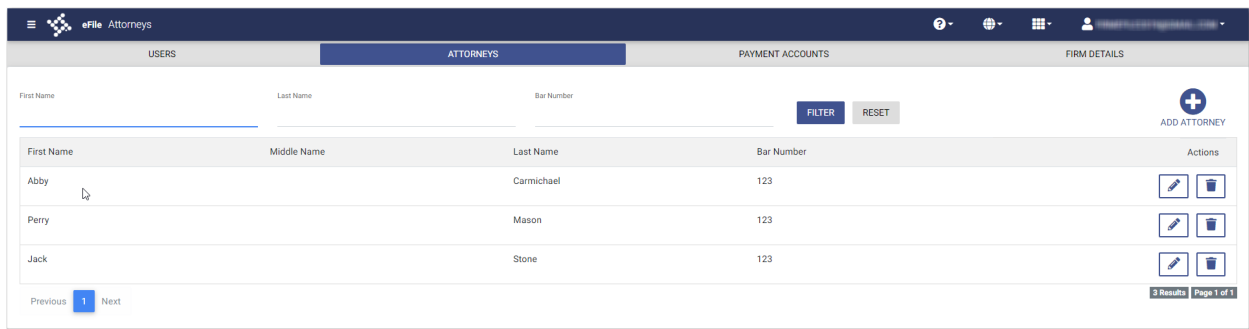 eFile Attorneys
USERS ATTORNEYS PAYMENT ACCOUNTS FIRM DETAILS
First Name Last Name Bar Number
FILTER RESET
ADD ATTORNEY
First Name Middle Name Last Name Bar Number Actions
Abby Carmichael 123
Perry Mason 123
Jack Stone 123
Previous 1 Next
3 Results Page 1 of 1